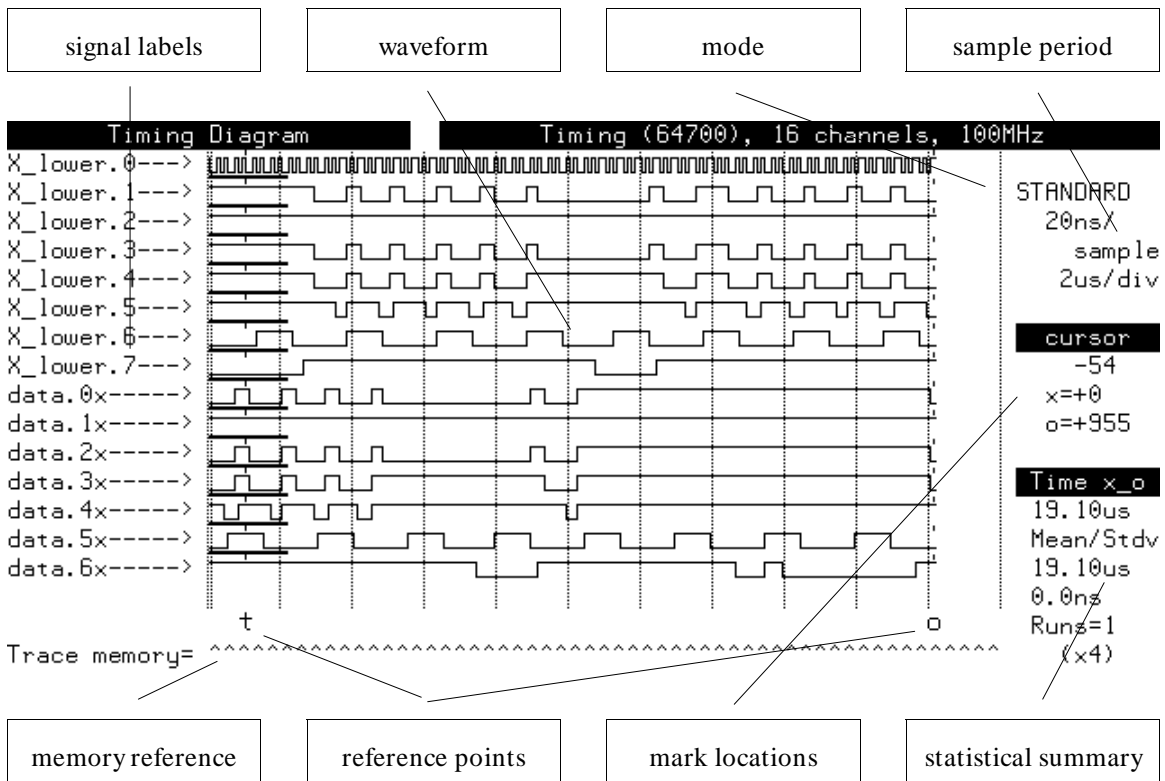 signal labels
waveform
mode
sample period
Timing Diagram
Timing (64700), 16 channels, 100MHz
X_lower.0--->
X_lower.1--->
X_lower.2--->
X_lower.3--->
X_lower.4--->
X_lower.5--->
X_lower.6--->
X_lower.7--->
data.0x----->
data.1x----->
data.2x----->
data.3x----->
data.4x----->
data.5x----->
data.6x----->
STANDARD
20ns/
sample
2us/div
cursor
-54
x=+0
o=+955
Time x_o
19.10us
Mean/Stdv
19.10us
0.0ns
Runs=1
(x4)
t
o
Trace memory= ^^^^^^^^^^^^^^^^^^^^^^^^^^^^^^^^^^^^^^^^^^^^^^^^^^^^^^^
memory reference
reference points
mark locations
statistical summary